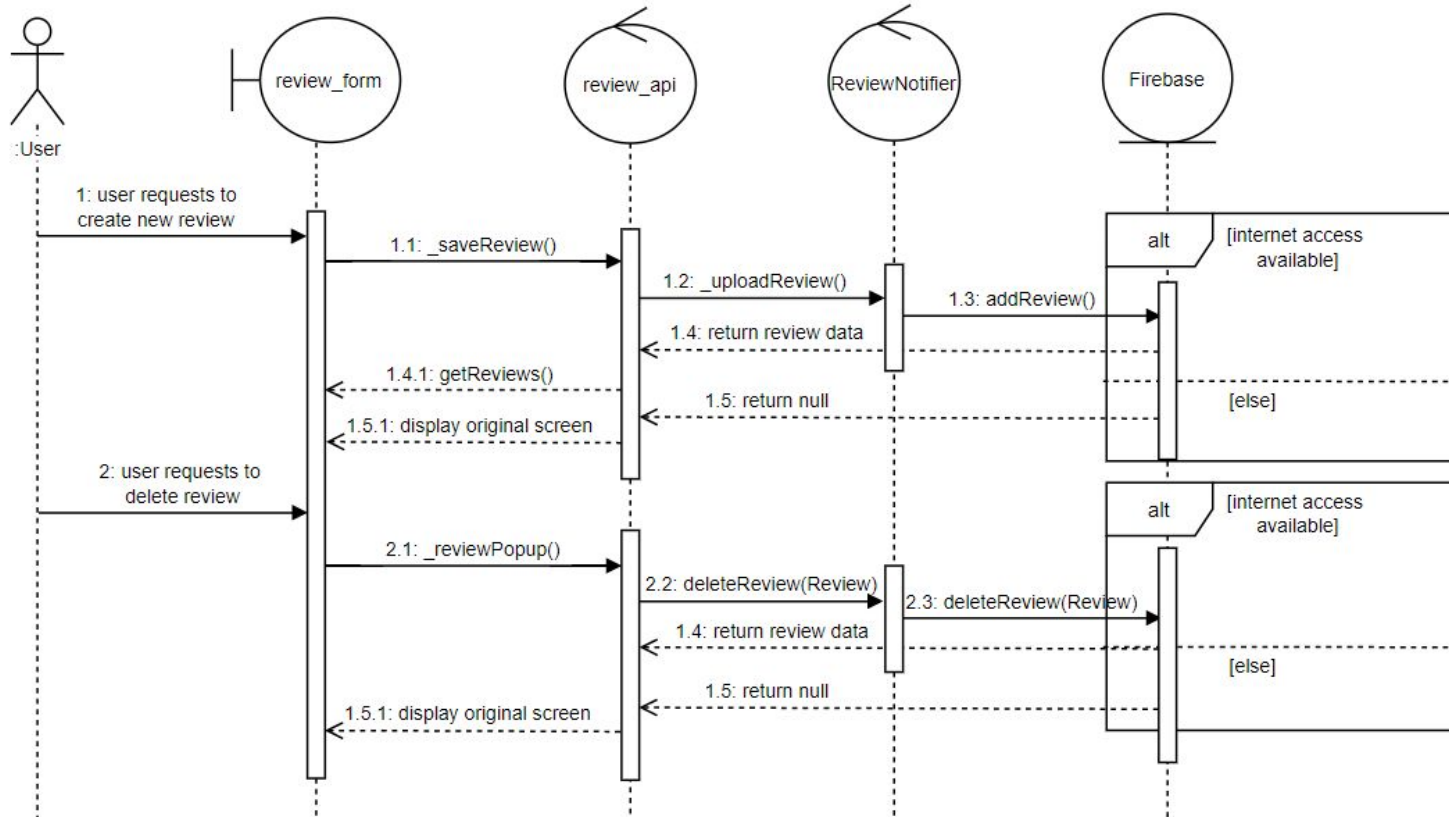 :User
review_form
review_api
ReviewNotifier
Firebase
1: user requests to
create new review
1.1: _saveReview()
1.2: _uploadReview()
1.3: addReview()
alt
[internet access
available]
1.4: return review data
1.4.1: getReviews()
1.5: return null
[else]
1.5.1: display original screen
2: user requests to
delete review
alt
[internet access
available]
2.1: _reviewPopup()
2.2: deleteReview(Review)
2.3: deleteReview(Review)
1.4: return review data
[else]
1.5: return null
1.5.1: display original screen